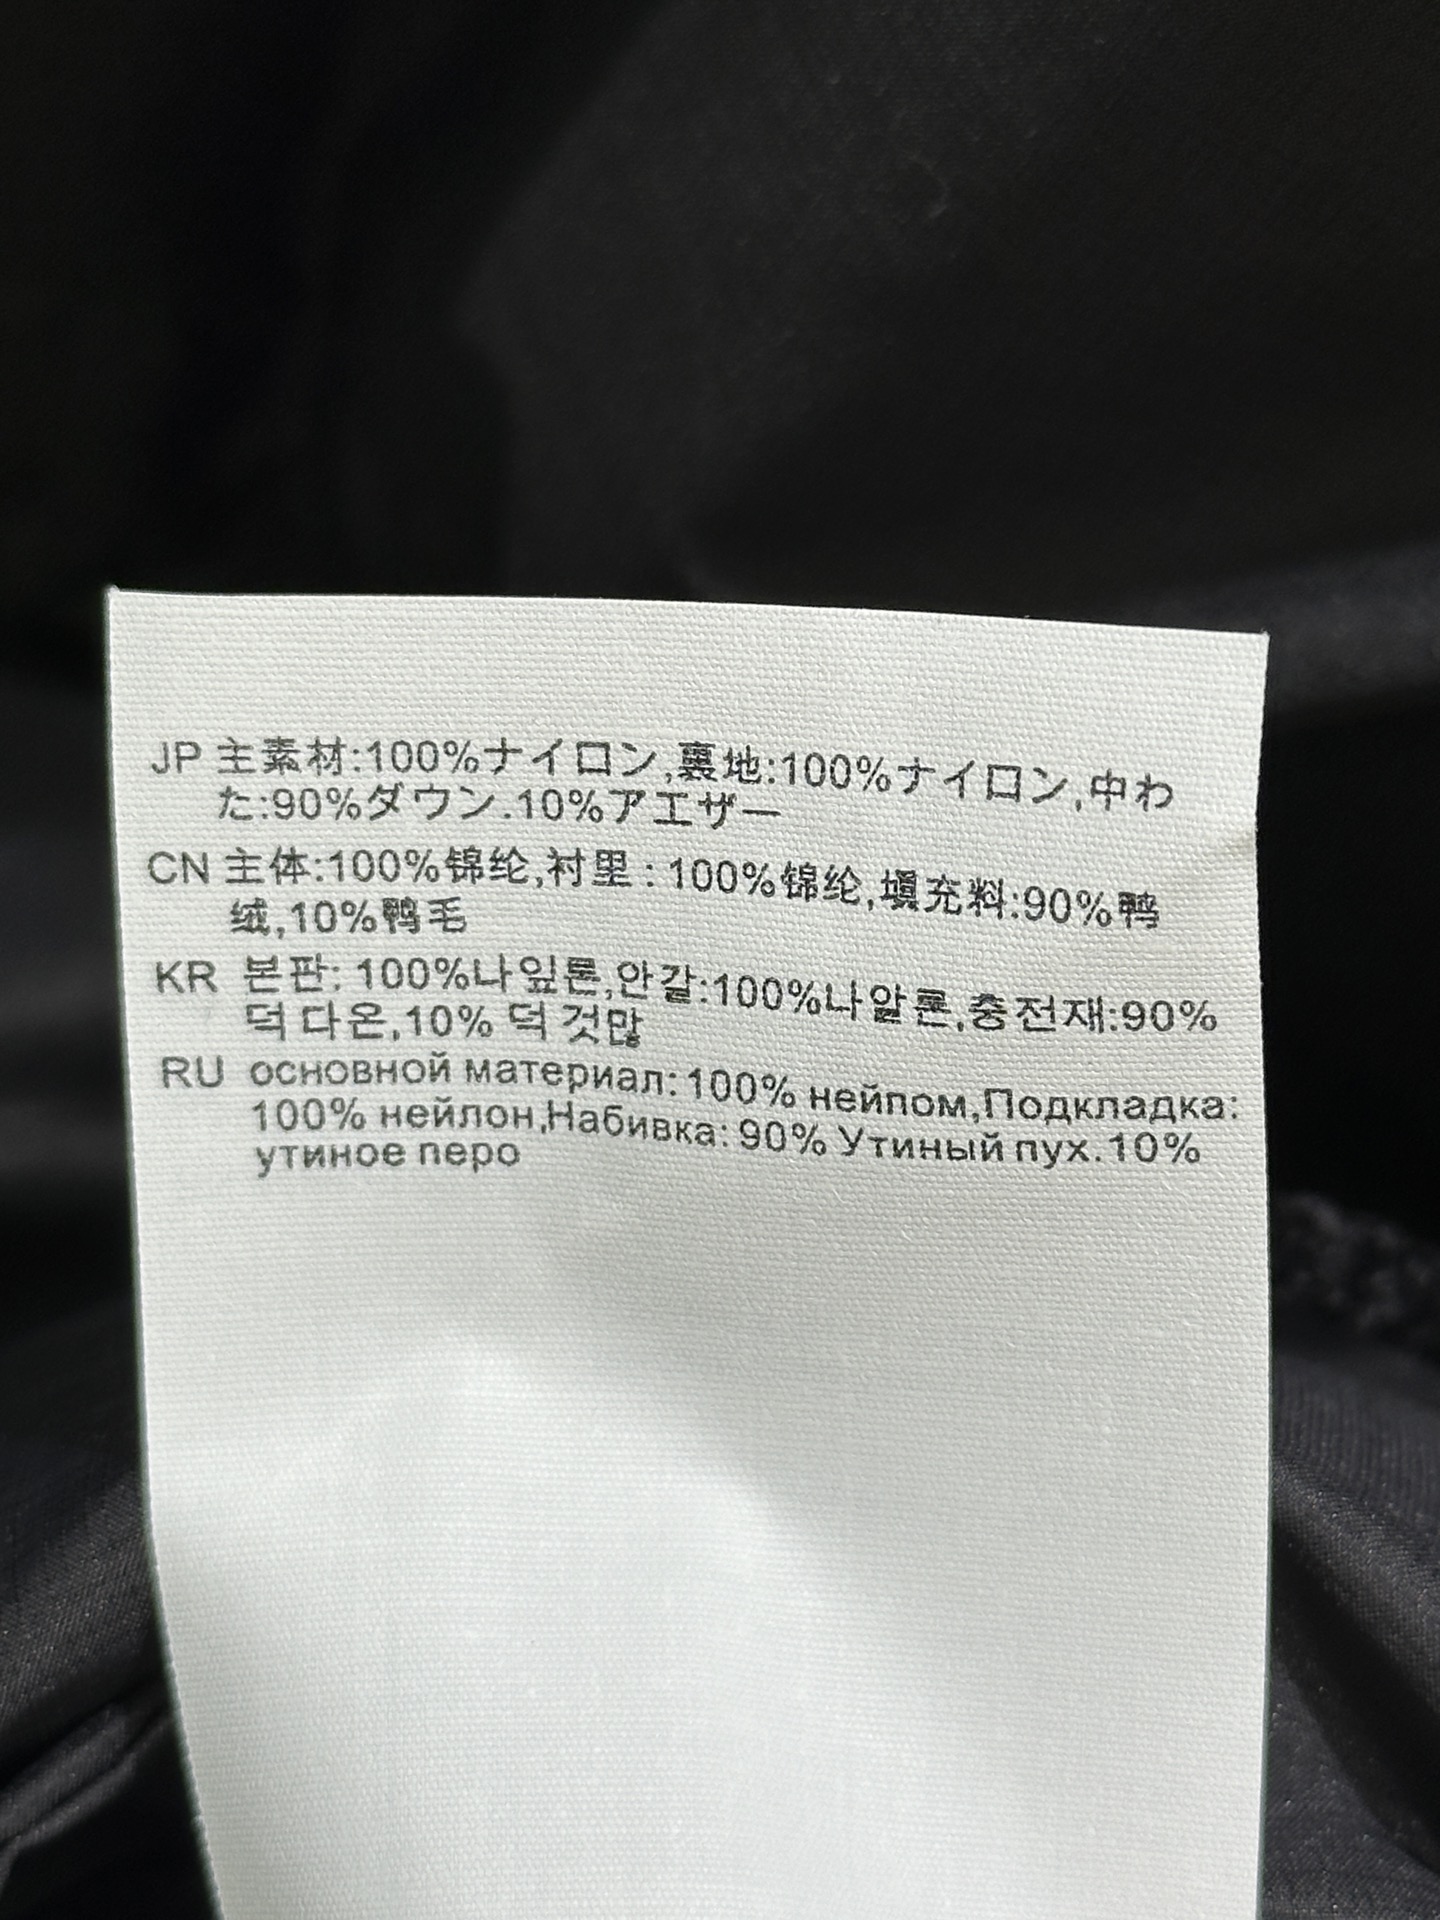 JP 主素材:100%ナイロン,裏地:100%ナイロン,中わ
た:90%ダウン.10%アエザー
CN 主体:100%锦纶,衬里:100%锦纶,填充料:90%鸭
绒,10%鸭毛
KR 본판: 100%나잎론,안갈:100%나알론,충전재:90%
덕 다온,10% 덕 것많
RU основной материал: 100% нейпом,Подкладка:
100% нейлон,Набивка: 90% Утиный пух.10%
утиное перо